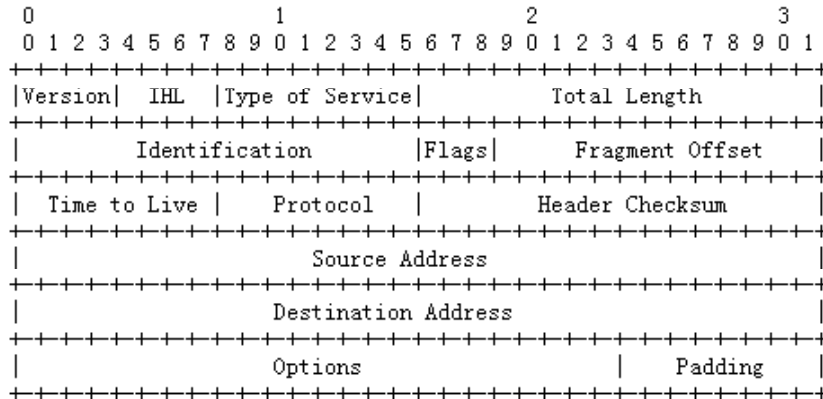 0                   1                   2                   3
0 1 2 3 4 5 6 7 8 9 0 1 2 3 4 5 6 7 8 9 0 1 2 3 4 5 6 7 8 9 0 1
+-+-+-+-+-+-+-+-+-+-+-+-+-+-+-+-+-+-+-+-+-+-+-+-+-+-+-+-+-+-+-+-+
|Version|  IHL  |Type of Service|          Total Length         |
+-+-+-+-+-+-+-+-+-+-+-+-+-+-+-+-+-+-+-+-+-+-+-+-+-+-+-+-+-+-+-+-+
|         Identification        |Flags|      Fragment Offset    |
+-+-+-+-+-+-+-+-+-+-+-+-+-+-+-+-+-+-+-+-+-+-+-+-+-+-+-+-+-+-+-+-+
|  Time to Live |    Protocol   |         Header Checksum       |
+-+-+-+-+-+-+-+-+-+-+-+-+-+-+-+-+-+-+-+-+-+-+-+-+-+-+-+-+-+-+-+-+
|                       Source Address                          |
+-+-+-+-+-+-+-+-+-+-+-+-+-+-+-+-+-+-+-+-+-+-+-+-+-+-+-+-+-+-+-+-+
|                    Destination Address                        |
+-+-+-+-+-+-+-+-+-+-+-+-+-+-+-+-+-+-+-+-+-+-+-+-+-+-+-+-+-+-+-+-+
|                    Options                    |    Padding    |
+-+-+-+-+-+-+-+-+-+-+-+-+-+-+-+-+-+-+-+-+-+-+-+-+-+-+-+-+-+-+-+-+